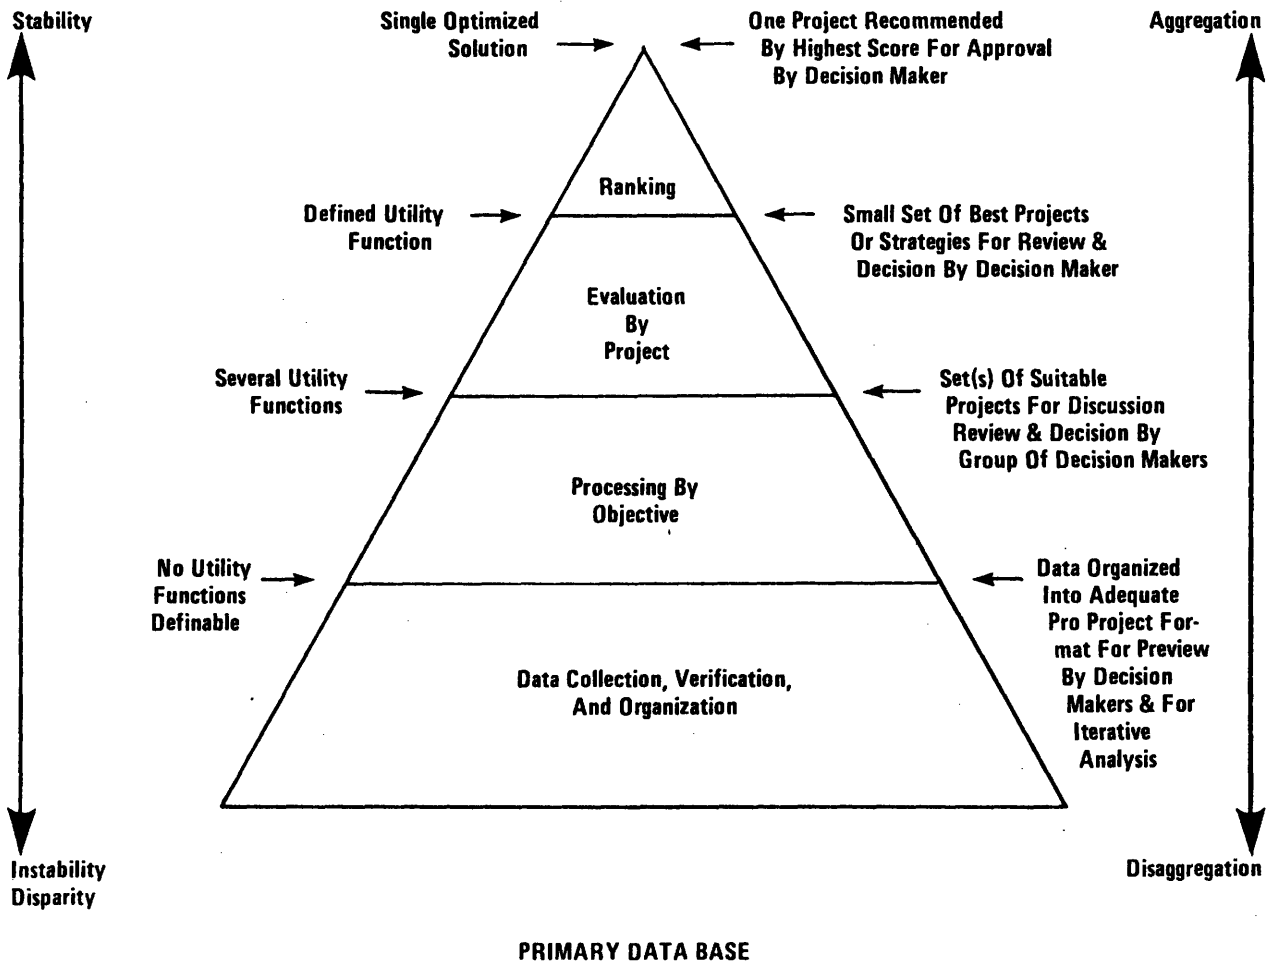 Stability
Single Optimized
Solution
One Project Recommended
By Highest Score For Approval
By Decision Maker
Aggregation
Ranking
Defined Utility
Function
Small Set Of Best Projects
Or Strategies For Review &
Decision By Decision Maker
Evaluation
By
Project
Several Utility
Functions
Set(s) Of Suitable
Projects For Discussion
Review & Decision By
Group Of Decision Makers
Processing By
Objective
No Utility
Functions
Definable
Data Organized
Into Adequate
Pro Project For-
mat For Preview
By Decision
Makers & For
Iterative
Analysis
Data Collection, Verification,
And Organization
Instability
Disparity
Disaggregation
PRIMARY DATA BASE